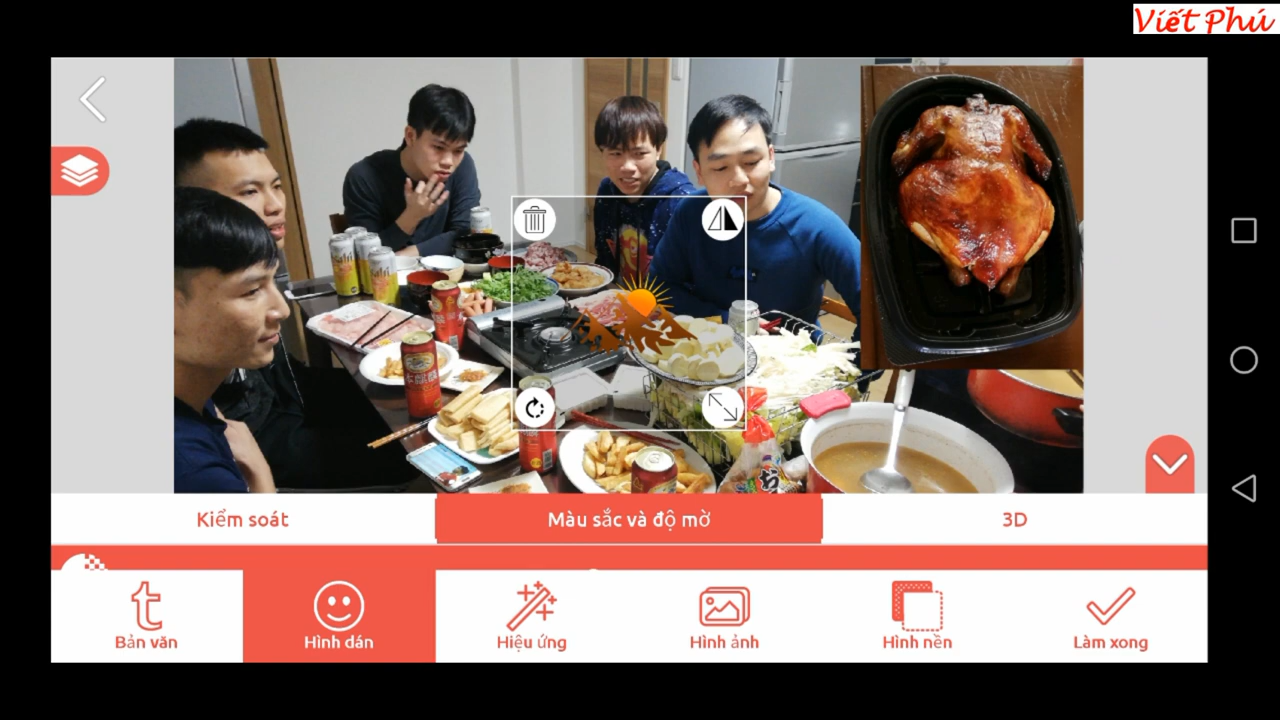 Viết Phú
Kiểm soát
Màu sắc và độ mờ
3D
Bản văn
Hình dán
Hiệu ứng
Hình ảnh
Hình nền
Làm xong